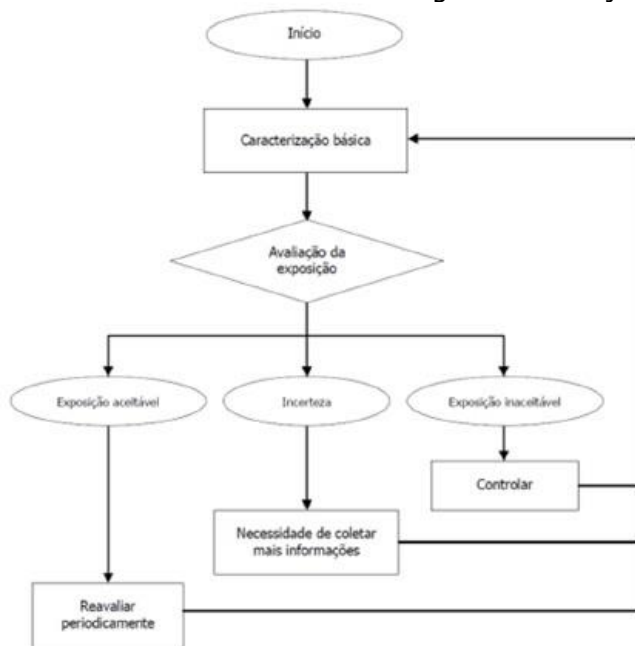 Início
Caracterização básica
Avaliação da
exposição
Exposição aceitável
Incerteza
Exposição inaceitável
Controlar
Necessidade de coletar
mais informações
Reavaliar
periodicamente